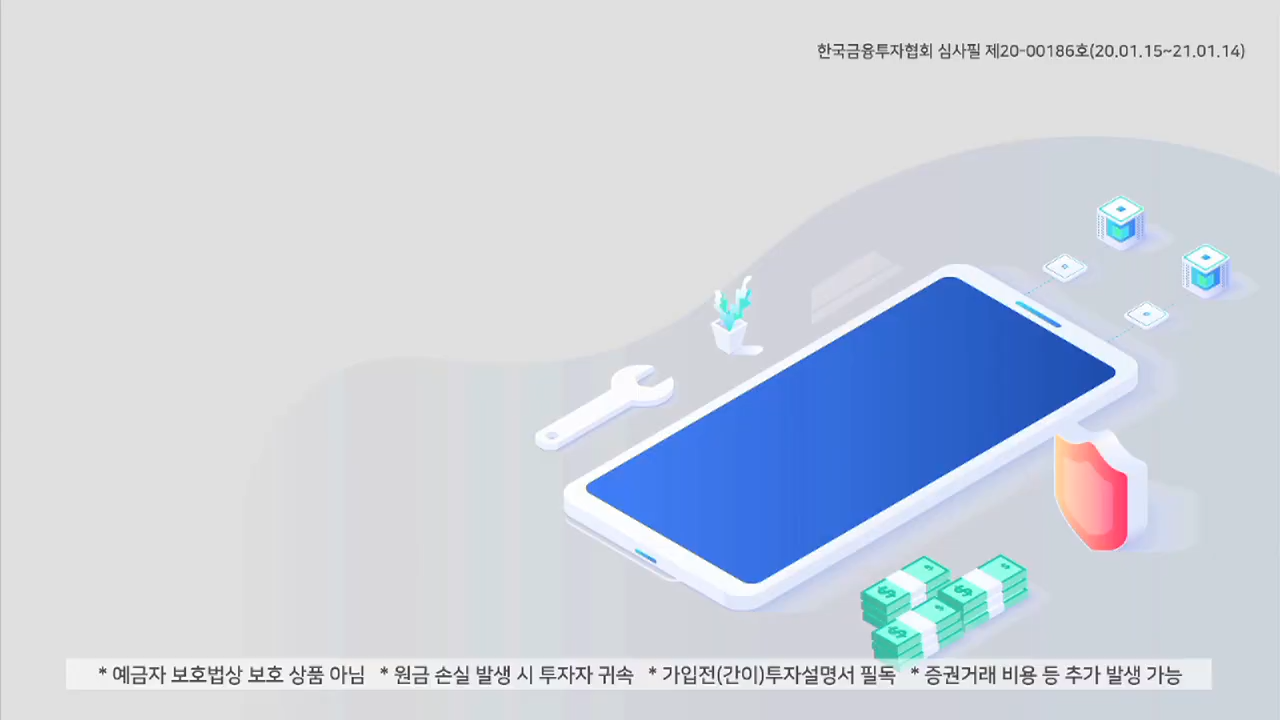 한국금융투자협회 심사필 제20-00186호(20.01.15~21.01.14)
* 예금자 보호법상 보호 상품 아님 * 원금 손실 발생 시 투자자 귀속 * 가입전(간이)투자설명서 필독 * 증권거래 비용 등 추가 발생 가능